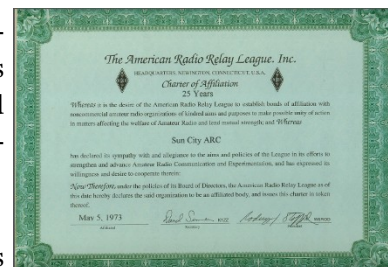 The American Radio Relay League. Inc.
HEADQUARTERS, NEWINGTON, CONNECTICUT, U.S.A.
Charter of Affiliation
25 Years
Whereas it is the desire of the American Radio Relay League to establish bonds of affiliation with
noncommercial amateur radio organizations of kindred aims and purposes to make possible unity of action
in matters affecting the welfare of Amateur Radio and lend mutual strength; and Whereas
Sun City ARC
has declared its sympathy with and allegiance to the aims and policies of the League in its efforts to
strengthen and advance Amateur Radio Communication and Experimentation, and has expressed its
willingness and desire to cooperate therein:
Now Therefore, under the policies of its Board of Directors, the American Radio Relay League as of
this date hereby declares the said organization to be an affiliated body, and issues this charter in token
thereof.
May 5, 1973
Affiliated
Secretary
President